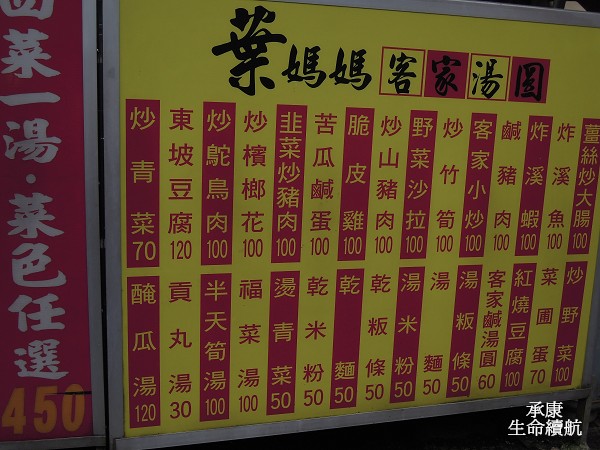 葉媽媽客家湯圓
薑絲炒大腸100
炸溪魚100
炸溪蝦100
鹹豬肉100
客家小炒100
炒竹筍100
野菜沙拉100
炒山豬肉100
脆皮雞100
苦瓜鹹蛋100
韭菜炒豬肉100
炒檳榔花100
炒鴕鳥肉100
東坡豆腐120
炒青菜70
炒野菜100
菜圃蛋70
紅燒豆腐100
客家鹹湯圓60
湯粄條50
湯麵50
湯米粉50
乾粄條50
乾麵50
乾米粉50
燙青菜50
福菜湯100
半天筍湯100
貢丸湯30
醃瓜湯120
四菜一湯·菜色任選
450
承康
生命續航